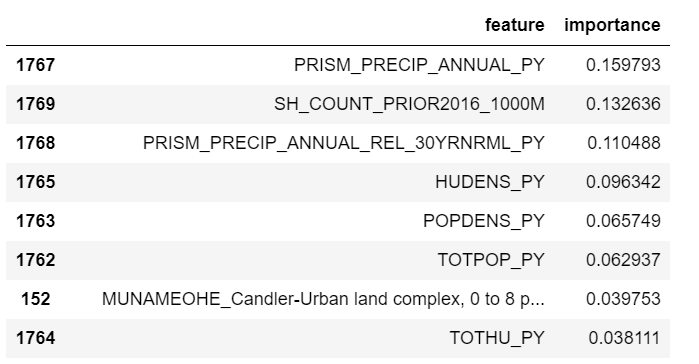 feature importance
1767 PRISM_PRECIP_ANNUAL_PY 0.159793
1769 SH_COUNT_PRIOR2016_1000M 0.132636
1768 PRISM_PRECIP_ANNUAL_REL_30YRNRML_PY 0.110488
1765 HUDENS_PY 0.096342
1763 POPDENS_PY 0.065749
1762 TOTPOP_PY 0.062937
152 MUNAMEOHE_Candler-Urban land complex, 0 to 8 p... 0.039753
1764 TOTHU_PY 0.038111